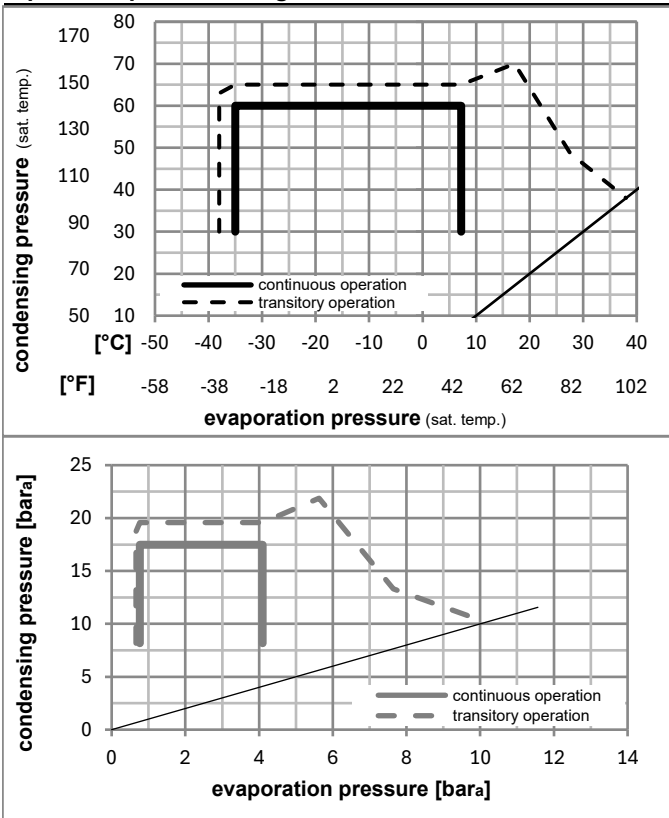 170 80
150 70
130 60
50
110 40
90 30
70 20
50 10
condensing pressure (sat. temp.)
continuous operation
transitory operation
[°C] -50 -40 -30 -20 -10 0 10 20 30 40
[°F] -58 -38 -18 2 22 42 62 82 102
evaporation pressure (sat. temp.)
25
20
15
10
5
0
condensing pressure [bara]
continuous operation
transitory operation
0 2 4 6 8 10 12 14
evaporation pressure [bara]